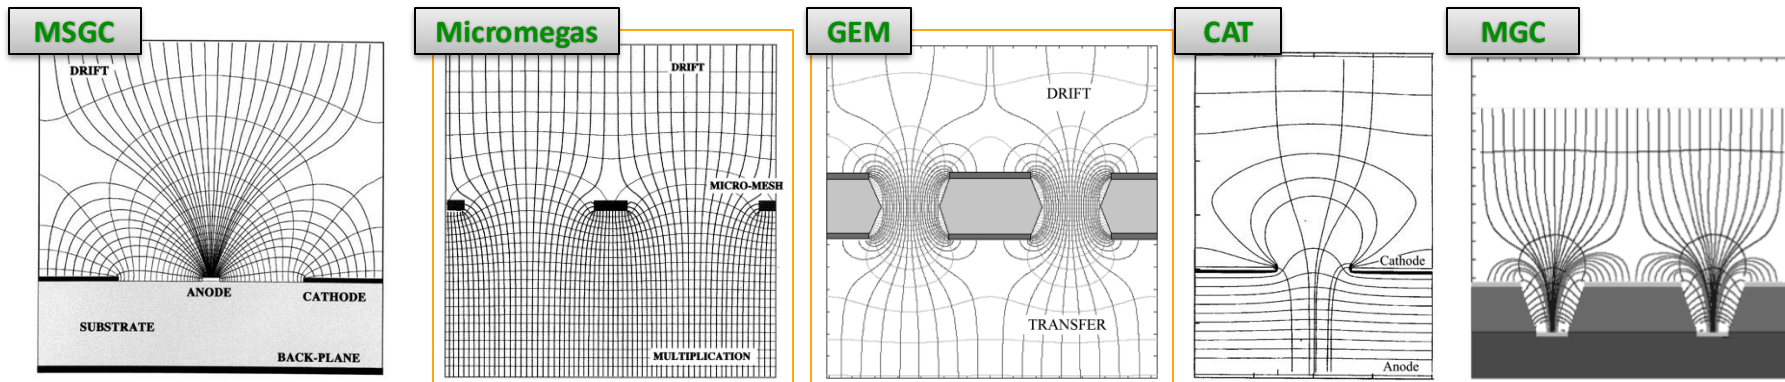 MSGC
DRIFT
ANODE
CATHODE
SUBSTRATE
BACK-PLANE
Micromegas
DRIFT
MICRO-MESH
MULTIPLICATION
GEM
DRIFT
TRANSFER
CAT
Cathode
Anode
MGC